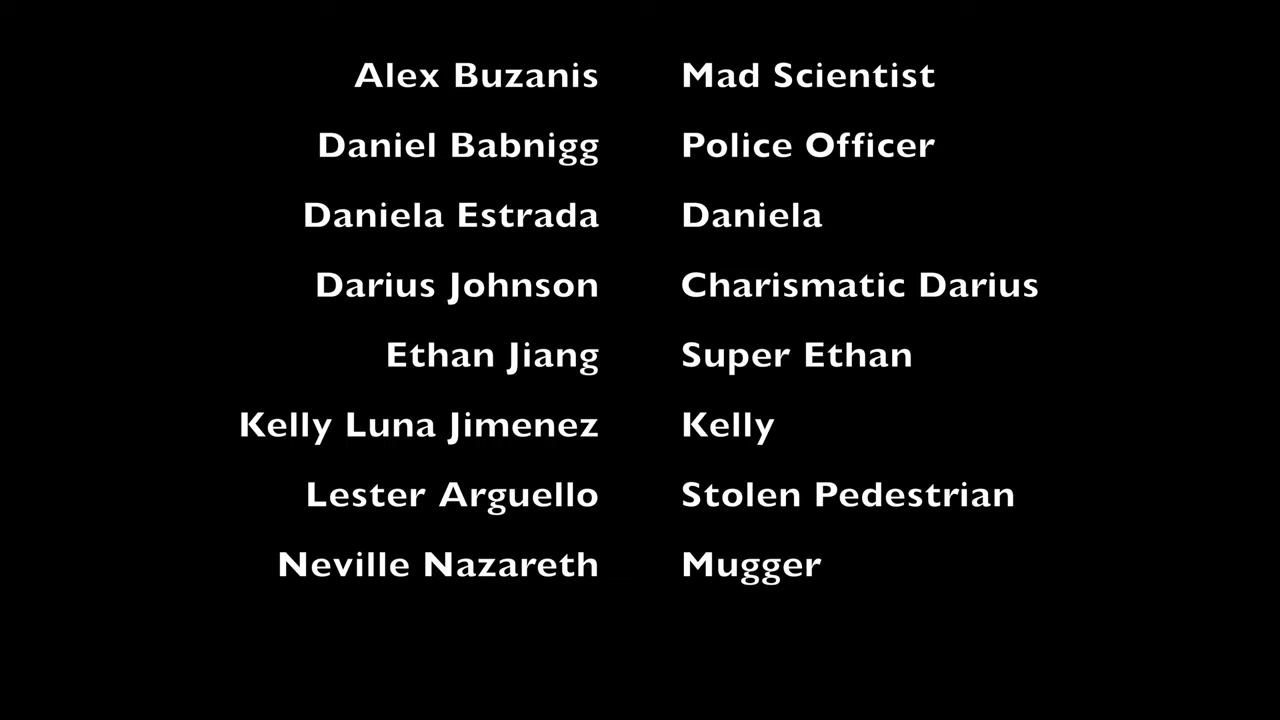 Alex Buzanis Mad Scientist
Daniel Babnigg Police Officer
Daniela Estrada Daniela
Darius Johnson Charismatic Darius
Ethan Jiang Super Ethan
Kelly Luna Jimenez Kelly
Lester Arguello Stolen Pedestrian
Neville Nazareth Mugger